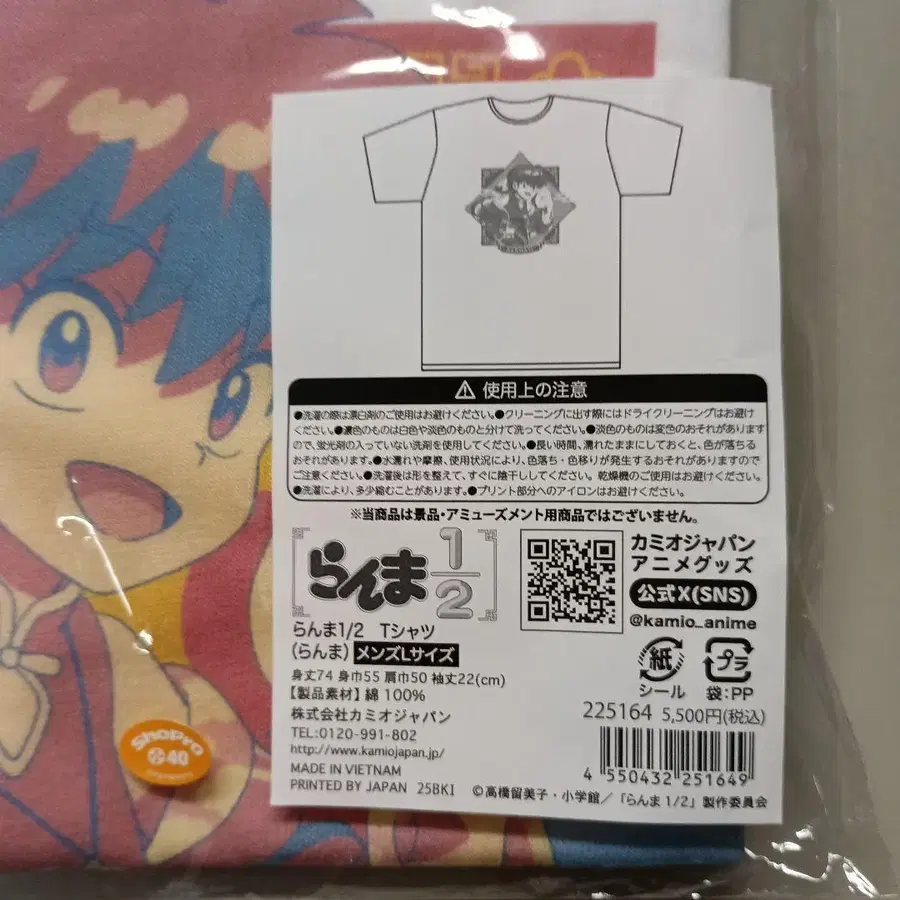 ⚠ 使用上の注意
●洗濯の際は漂白剤のご使用はお避けください。●クリーニングに出す際にはドライクリーニングはお避け
ください。●濃色のものは白色や淡色のものと分けて洗ってください。●淡色のものは変色のおそれがあります
ので、蛍光剤の入っていない洗剤を使用してください。●長い時間、濡れたままにしておくと、色が落ちる
おそれがあります。●水濡れや摩擦、使用状況により、色落ち・色移りが発生するおそれがありますので
ご注意ください。●洗濯後は形を整えて、すぐに陰干ししてください。乾燥機のご使用はお避けください。
●洗濯により、多少縮むことがあります。●プリント部分へのアイロンはお避けください。
※当商品は景品・アミューズメント用商品ではございません。
らんま1/2
らんま1/2 Tシャツ
(らんま) メンズLサイズ
身丈74 身巾55 肩巾50 袖丈22(cm)
【製品素材】綿 100%
株式会社カミオジャパン
TEL:0120-991-802
http://www.kamiojapan.jp/
MADE IN VIETNAM
PRINTED BY JAPAN 25BKI
カミオジャパン
アニメグッズ
公式X(SNS)
@kamio_anime
紙
シール
プラ
袋:PP
225164 5,500円(税込)
4 550432 251649
©高橋留美子・小学館/「らんま1/2」製作委員会
ShoPro
40